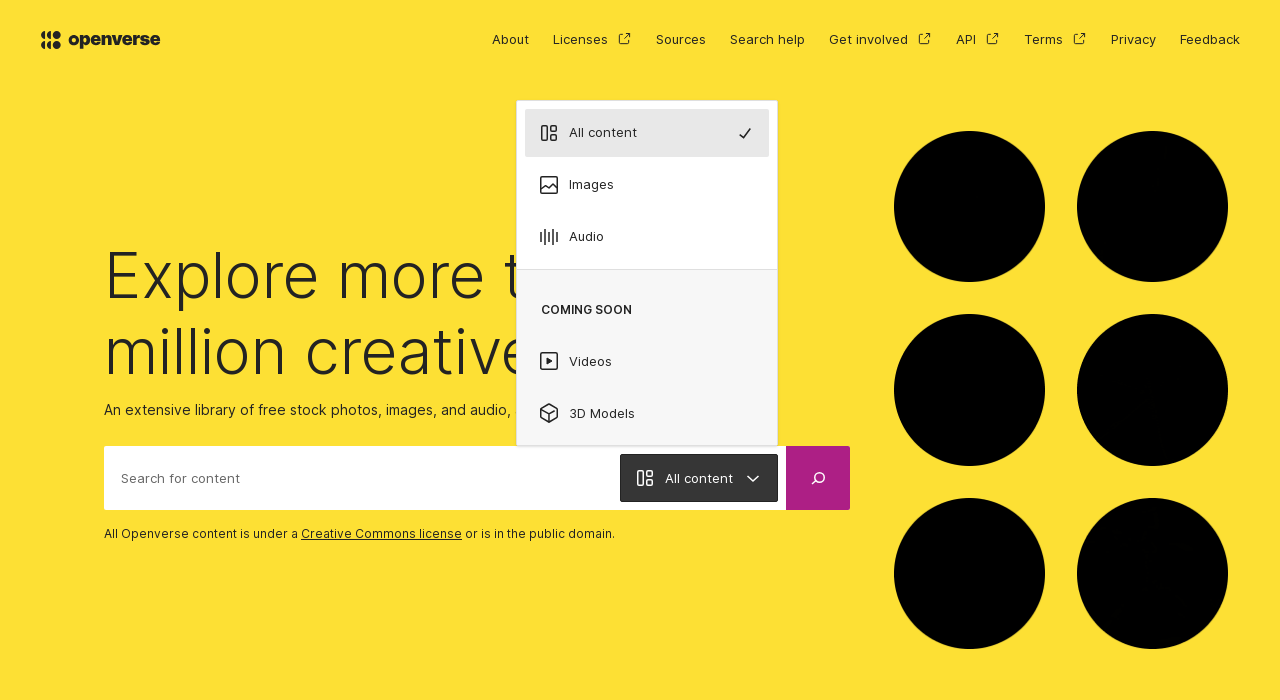 openverse
About
Licenses
Sources
Search help
Get involved
API
Terms
Privacy
Feedback
All content
Images
Audio
COMING SOON
Videos
3D Models
Explore more
million creative
An extensive library of free stock photos, images, and audio,
Search for content
All content
All Openverse content is under a Creative Commons license or is in the public domain.